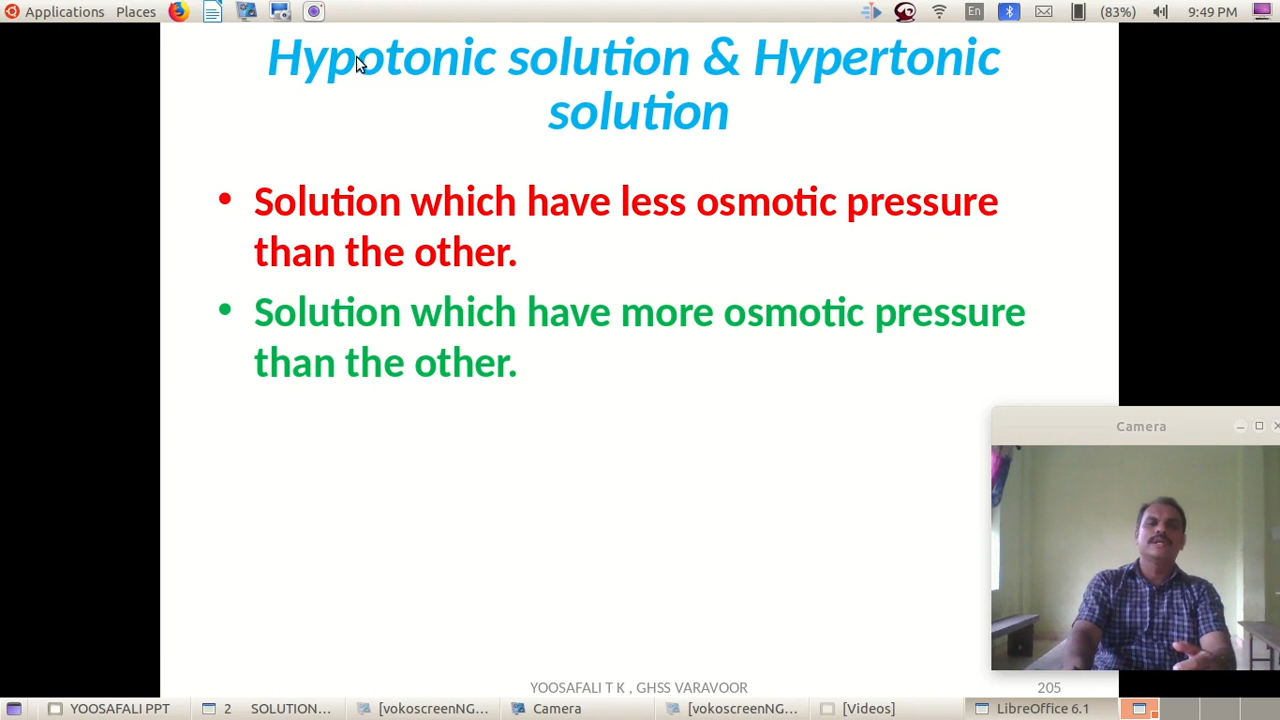 Applications Places En (83%) 9:49 PM
Hypotonic solution & Hypertonic
solution
• Solution which have less osmotic pressure
than the other.
• Solution which have more osmotic pressure
than the other.
Camera
YOOSAFALI T K , GHSS VARAVOOR 205
YOOSAFALI PPT 2 SOLUTION... [vokoscreenNG... Camera [vokoscreenNG... [Videos] LibreOffice 6.1